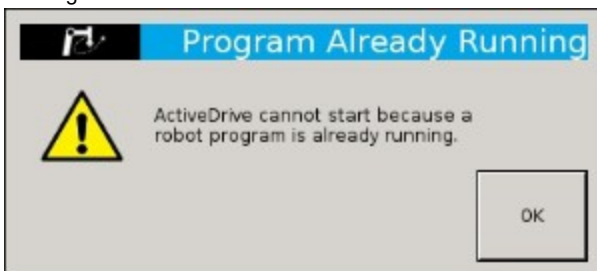 Program Already Running
ActiveDrive cannot start because a
robot program is already running.
OK